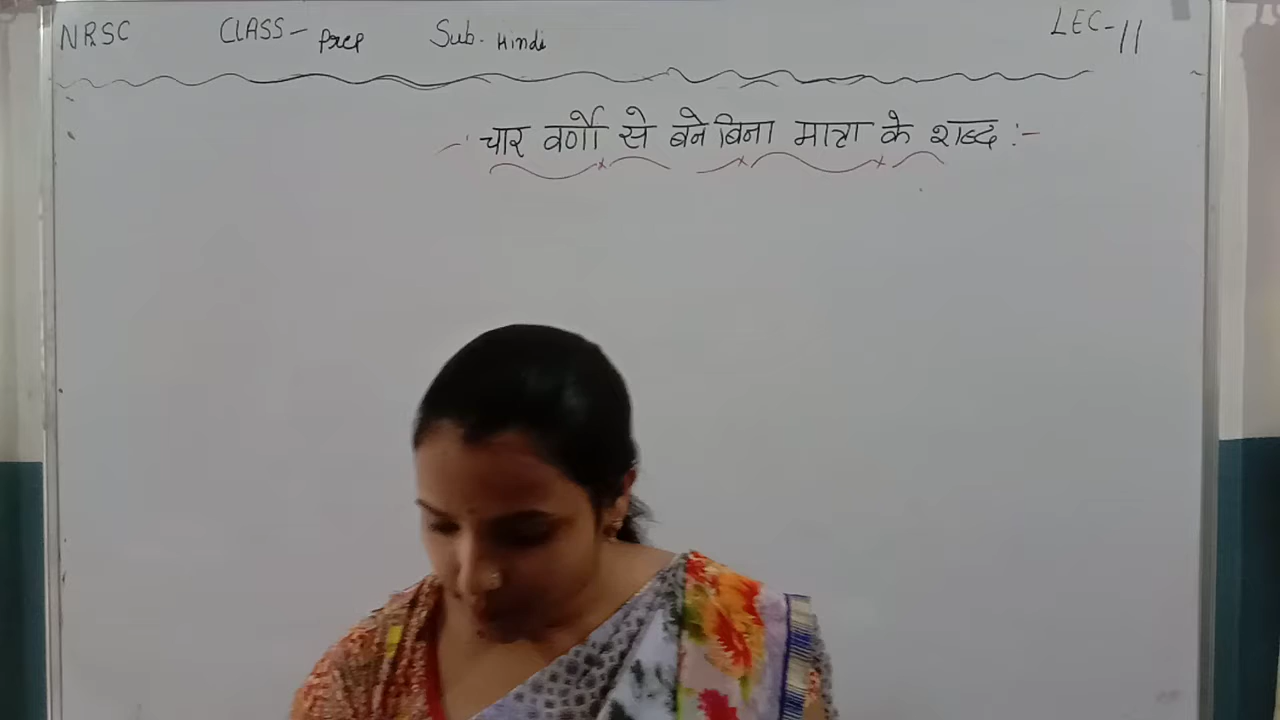 NRSC CLASS- Prep Sub- Hindi LEC-11
चार वर्णों से बने बिना मात्रा के शब्द :-